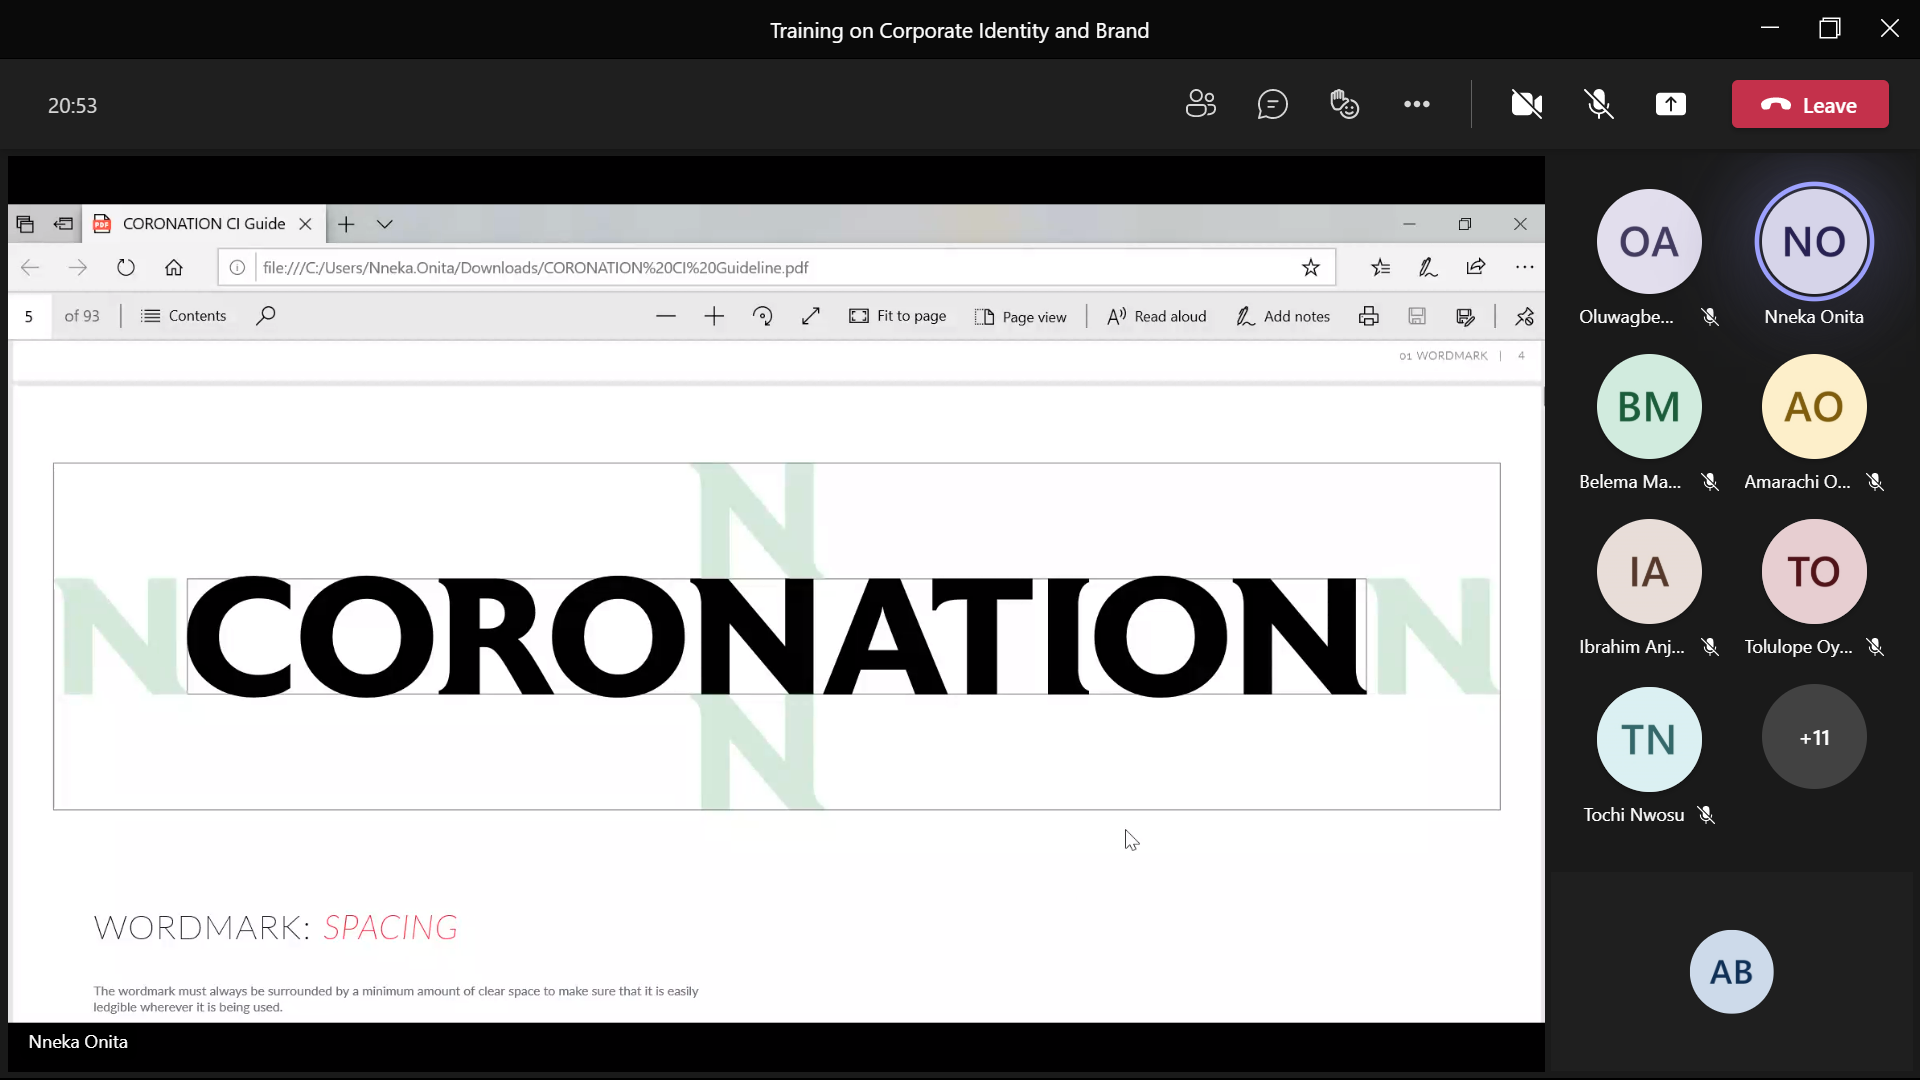 Training on Corporate Identity and Brand
20:53
Leave
CORONATION CI Guide
file:///C:/Users/Nneka.Onita/Downloads/CORONATION%20CI%20Guideline.pdf
5 of 93 Contents Fit to page Page view Read aloud Add notes
01 WORDMARK | 4
N
N CORONATION N
N
WORDMARK: SPACING
The wordmark must always be surrounded by a minimum amount of clear space to make sure that it is easily
ledgible wherever it is being used.
Nneka Onita
OA NO
Oluwagbe... Nneka Onita
BM AO
Belema Ma... Amarachi O...
IA TO
Ibrahim Anj... Tolulope Oy...
TN +11
Tochi Nwosu
AB